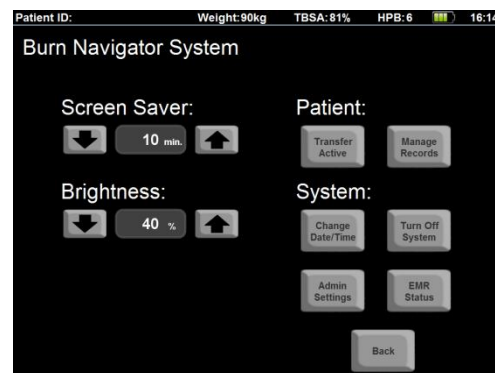 Patient ID: Weight:90kg TBSA:81% HPB:6 16:14
Burn Navigator System
Screen Saver:
10 min.
Brightness:
40 %
Patient:
Transfer
Active
Manage
Records
System:
Change
Date/Time
Turn Off
System
Admin
Settings
EMR
Status
Back